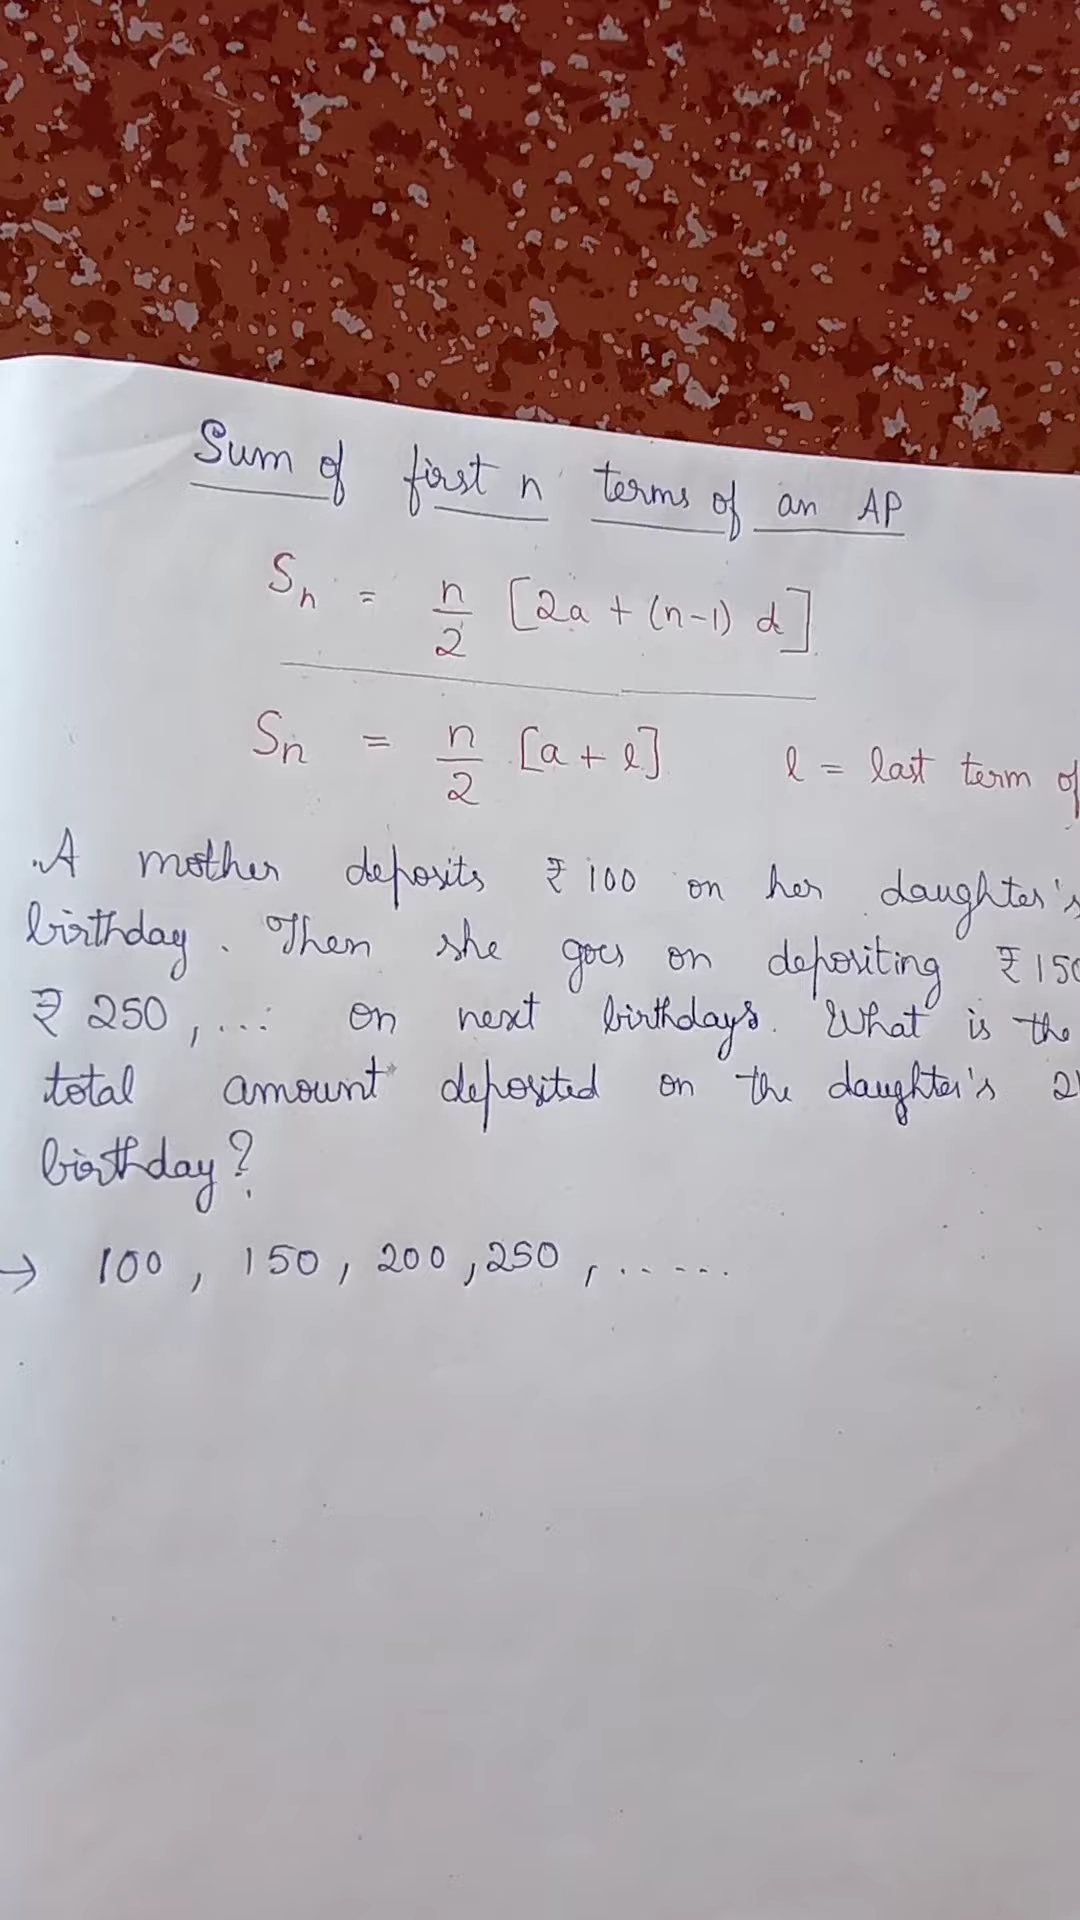 Sum of first n terms of an AP
Sn = n/2 [2a + (n-1) d]
Sn = n/2 [a + l] l = last term of
A mother deposits ₹100 on her daughter's
birthday. Then she goes on depositing ₹150
₹250, .... on next birthdays. What is the
total amount deposited on the daughter's 21
birthday?
→ 100, 150, 200, 250, ......